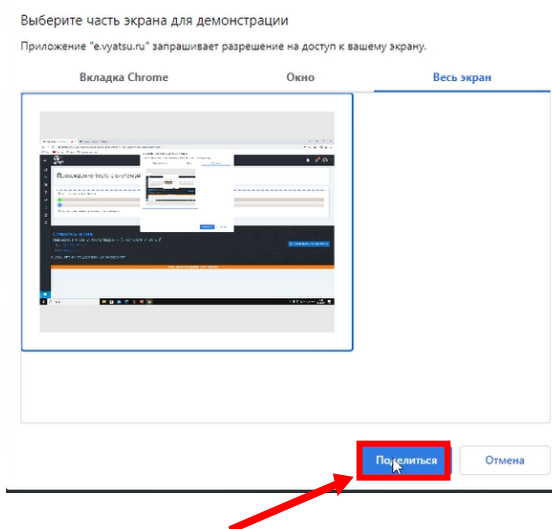 Выберите часть экрана для демонстрации
Приложение "e.vyatsu.ru" запрашивает разрешение на доступ к вашему экрану.
Вкладка Chrome Окно Весь экран
Поделиться Отмена